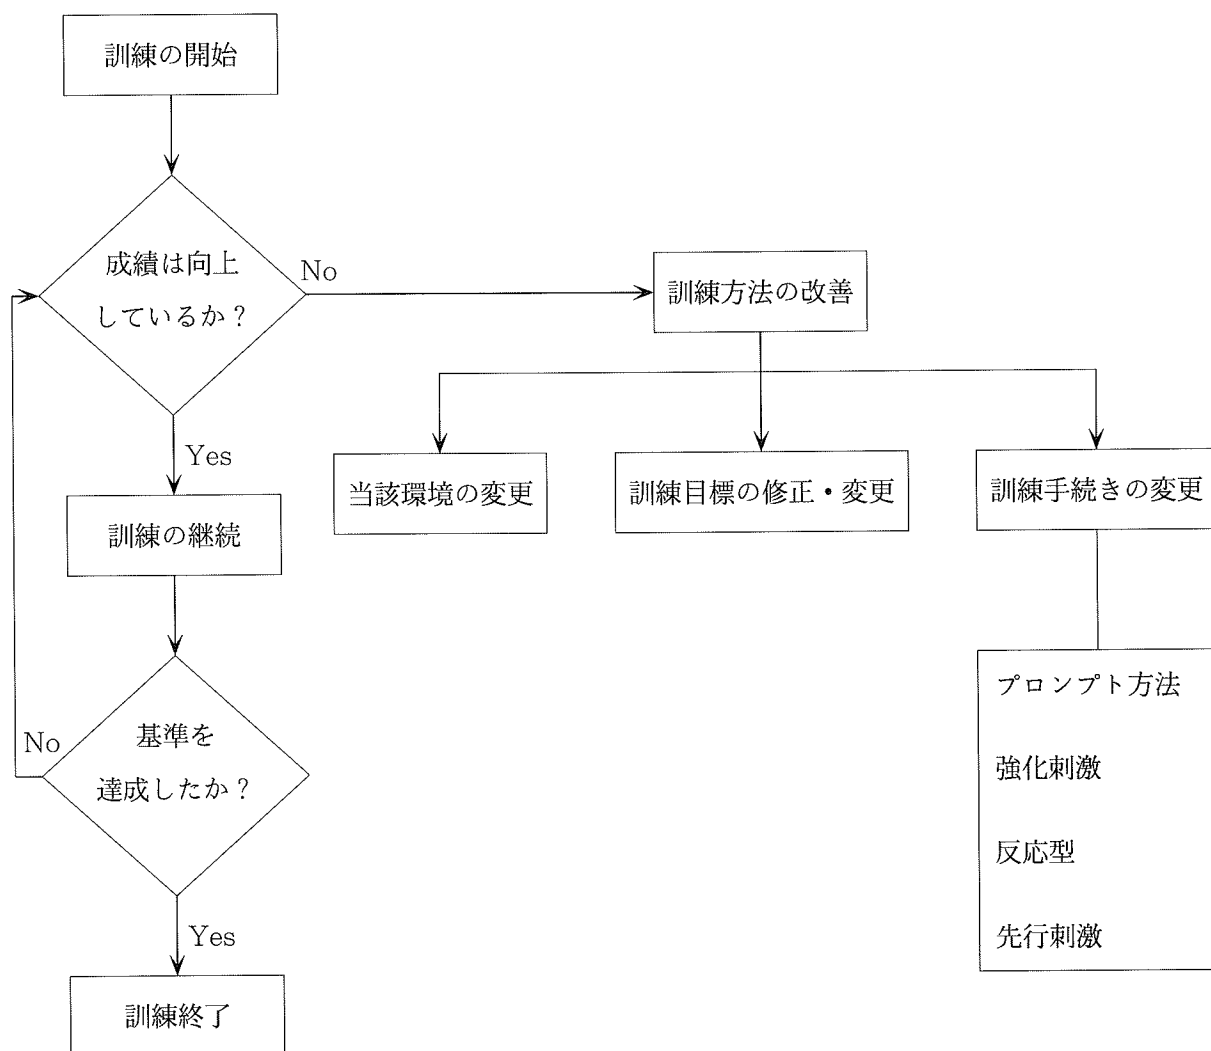 訓練の開始
成績は向上
しているか？
No
訓練方法の改善
Yes
当該環境の変更
訓練目標の修正・変更
訓練手続きの変更
訓練の継続
プロンプト方法
強化刺激
反応型
先行刺激
No
基準を
達成したか？
Yes
訓練終了